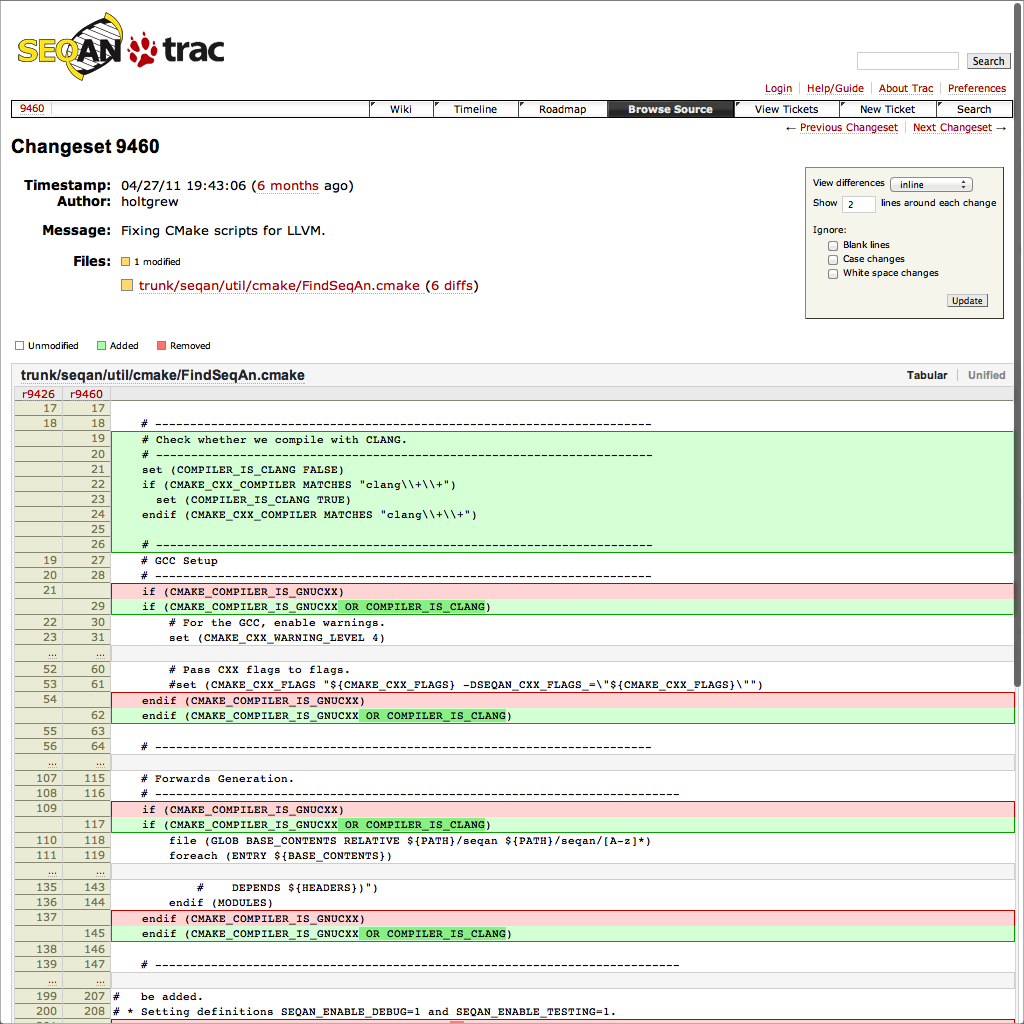 SEQAN trac
Search
Login Help/Guide About Trac Preferences
9460 Wiki Timeline Roadmap Browse Source View Tickets New Ticket Search
← Previous Changeset Next Changeset →
Changeset 9460
Timestamp: 04/27/11 19:43:06 (6 months ago)
Author: holtgrew
Message: Fixing CMake scripts for LLVM.
Files: 1 modified
trunk/seqan/util/cmake/FindSeqAn.cmake (6 diffs)
View differences inline
Show 2 lines around each change
Ignore:
Blank lines
Case changes
White space changes
Update
Unmodified Added Removed
trunk/seqan/util/cmake/FindSeqAn.cmake Tabular Unified
r9426 r9460
17 17
18 18 # -----------------------------------------------------------------------
19 # Check whether we compile with CLANG.
20 # -----------------------------------------------------------------------
21 set (COMPILER_IS_CLANG FALSE)
22 if (CMAKE_CXX_COMPILER MATCHES "clang\\+\\+")
23 set (COMPILER_IS_CLANG TRUE)
24 endif (CMAKE_CXX_COMPILER MATCHES "clang\\+\\+")
25
26 # -----------------------------------------------------------------------
19 27 # GCC Setup
20 28 # -----------------------------------------------------------------------
21 if (CMAKE_COMPILER_IS_GNUCXX)
29 if (CMAKE_COMPILER_IS_GNUCXX OR COMPILER_IS_CLANG)
22 30 # For the GCC, enable warnings.
23 31 set (CMAKE_CXX_WARNING_LEVEL 4)
... ...
52 60 # Pass CXX flags to flags.
53 61 #set (CMAKE_CXX_FLAGS "${CMAKE_CXX_FLAGS} -DSEQAN_CXX_FLAGS_=\"${CMAKE_CXX_FLAGS}\"")
54 endif (CMAKE_COMPILER_IS_GNUCXX)
62 endif (CMAKE_COMPILER_IS_GNUCXX OR COMPILER_IS_CLANG)
55 63
56 64 # -----------------------------------------------------------------------
... ...
107 115 # Forwards Generation.
108 116 # ---------------------------------------------------------------------------
109 if (CMAKE_COMPILER_IS_GNUCXX)
117 if (CMAKE_COMPILER_IS_GNUCXX OR COMPILER_IS_CLANG)
110 118 file (GLOB BASE_CONTENTS RELATIVE ${PATH}/seqan ${PATH}/seqan/[A-z]*)
111 119 foreach (ENTRY ${BASE_CONTENTS})
... ...
135 143 # DEPENDS ${HEADERS})")
136 144 endif (MODULES)
137 endif (CMAKE_COMPILER_IS_GNUCXX)
145 endif (CMAKE_COMPILER_IS_GNUCXX OR COMPILER_IS_CLANG)
138 146
139 147 # ---------------------------------------------------------------------------
... ...
199 207 # be added.
200 208 # * Setting definitions SEQAN_ENABLE_DEBUG=1 and SEQAN_ENABLE_TESTING=1.